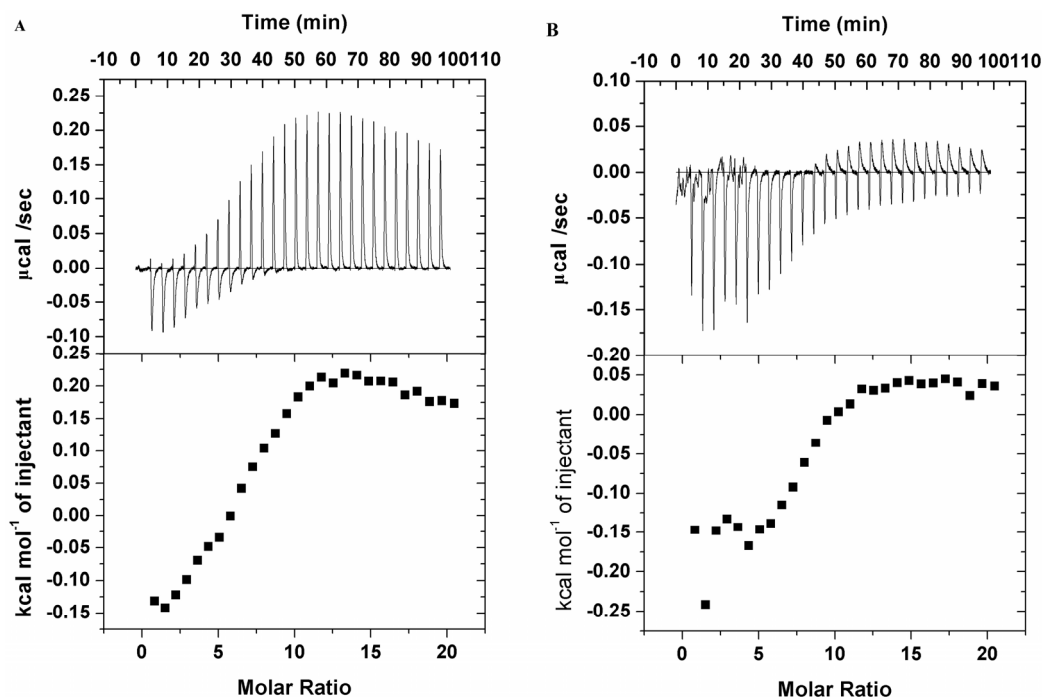 A
Time (min)
-10 0 10 20 30 40 50 60 70 80 90 100 110
0.25
0.20
0.15
0.10
0.05
0.00
-0.05
-0.10
µcal /sec
0.25
0.20
0.15
0.10
0.05
0.00
-0.05
-0.10
-0.15
kcal mol⁻¹ of injectant
0 5 10 15 20
Molar Ratio
B
Time (min)
-10 0 10 20 30 40 50 60 70 80 90 100 110
0.10
0.05
0.00
-0.05
-0.10
-0.15
-0.20
µcal /sec
0.05
0.00
-0.05
-0.10
-0.15
-0.20
-0.25
kcal mol⁻¹ of injectant
0 5 10 15 20
Molar Ratio